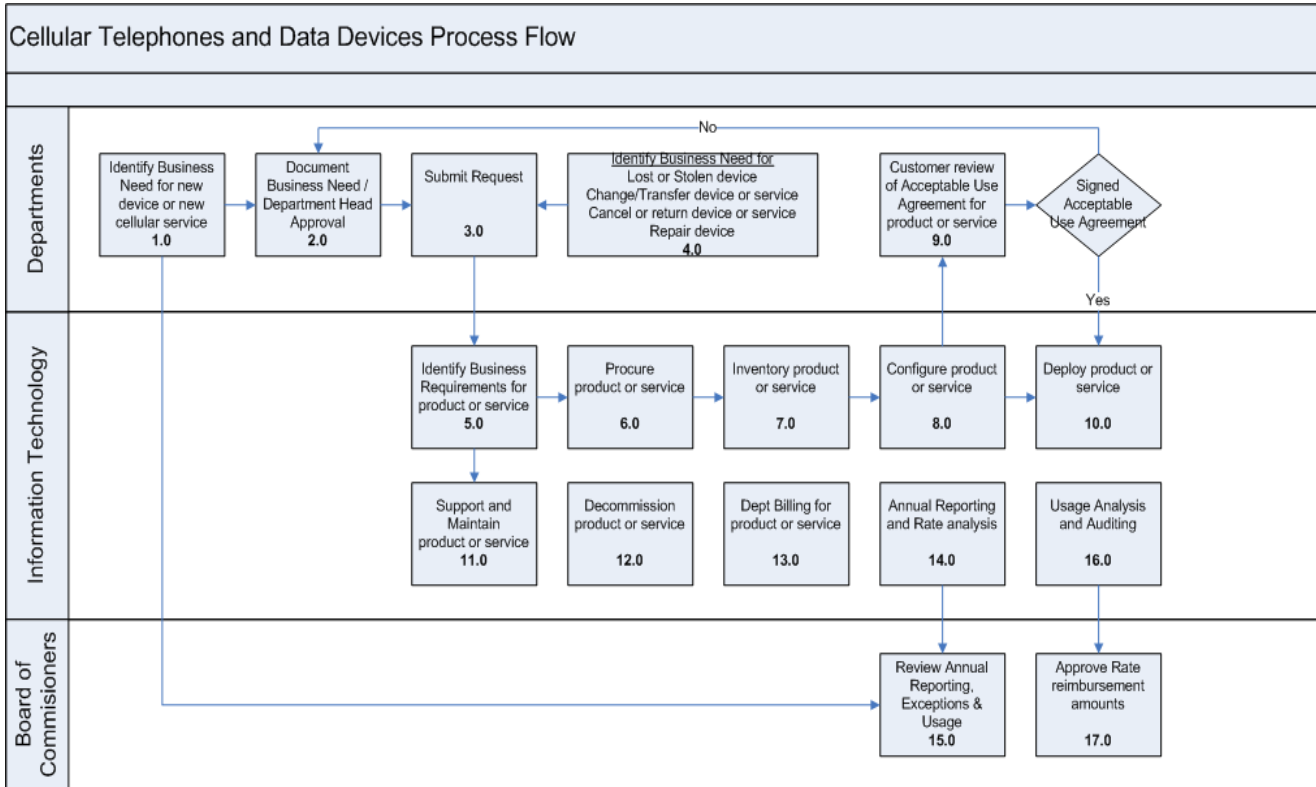 Cellular Telephones and Data Devices Process Flow
Departments
No
Identify Business
Need for new
device or new
cellular service
1.0
Document
Business Need /
Department Head
Approval
2.0
Submit Request
3.0
Identify Business Need for
Lost or Stolen device
Change/Transfer device or service
Cancel or return device or service
Repair device
4.0
Customer review
of Acceptable Use
Agreement for
product or service
9.0
Signed
Acceptable
Use Agreement
Yes
Information Technology
Identify Business
Requirements for
product or service
5.0
Procure
product or service
6.0
Inventory product
or service
7.0
Configure product
or service
8.0
Deploy product or
service
10.0
Support and
Maintain
product or service
11.0
Decommission
product or service
12.0
Dept Billing for
product or service
13.0
Annual Reporting
and Rate analysis
14.0
Usage Analysis
and Auditing
16.0
Board of
Commisioners
Review Annual
Reporting,
Exceptions &
Usage
15.0
Approve Rate
reimbursement
amounts
17.0